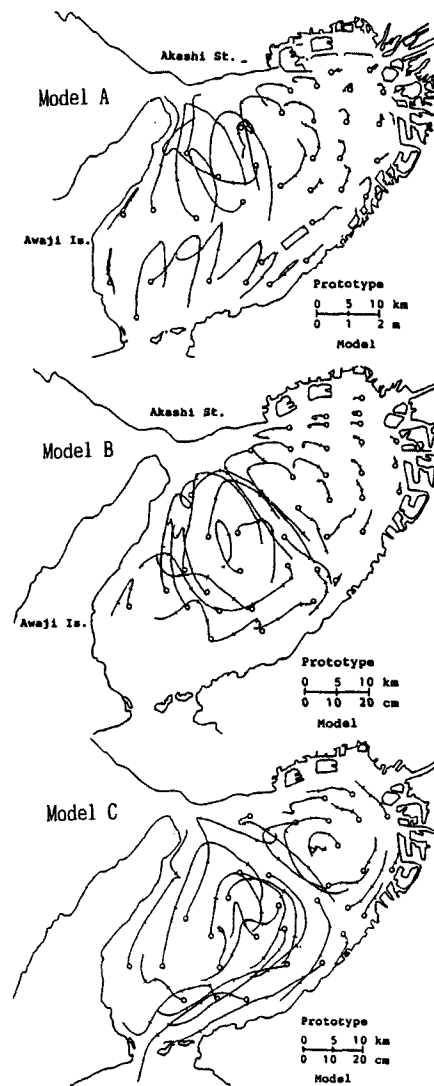 Akashi St.
Model A
Awaji Is.
Prototype
0 5 10 km
0 1 2 m
Model
Akashi St.
Model B
Awaji Is.
Prototype
0 5 10 km
0 10 20 cm
Model
Model C
Prototype
0 5 10 km
0 10 20 cm
Model